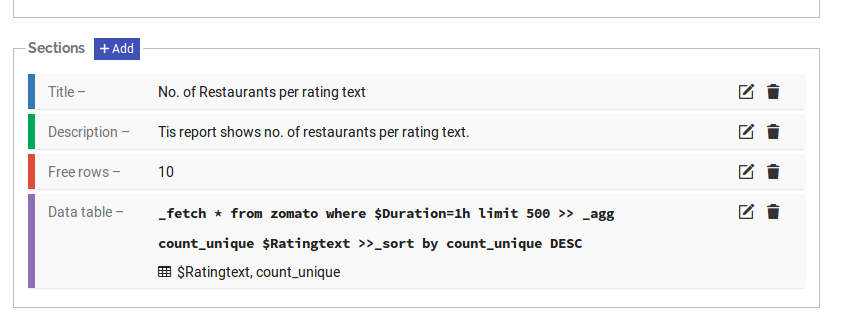 Sections + Add
Title – No. of Restaurants per rating text
Description – Tis report shows no. of restaurants per rating text.
Free rows – 10
Data table – _fetch * from zomato where $Duration=1h limit 500 >> _agg
count_unique $Ratingtext >>_sort by count_unique DESC
$Ratingtext, count_unique